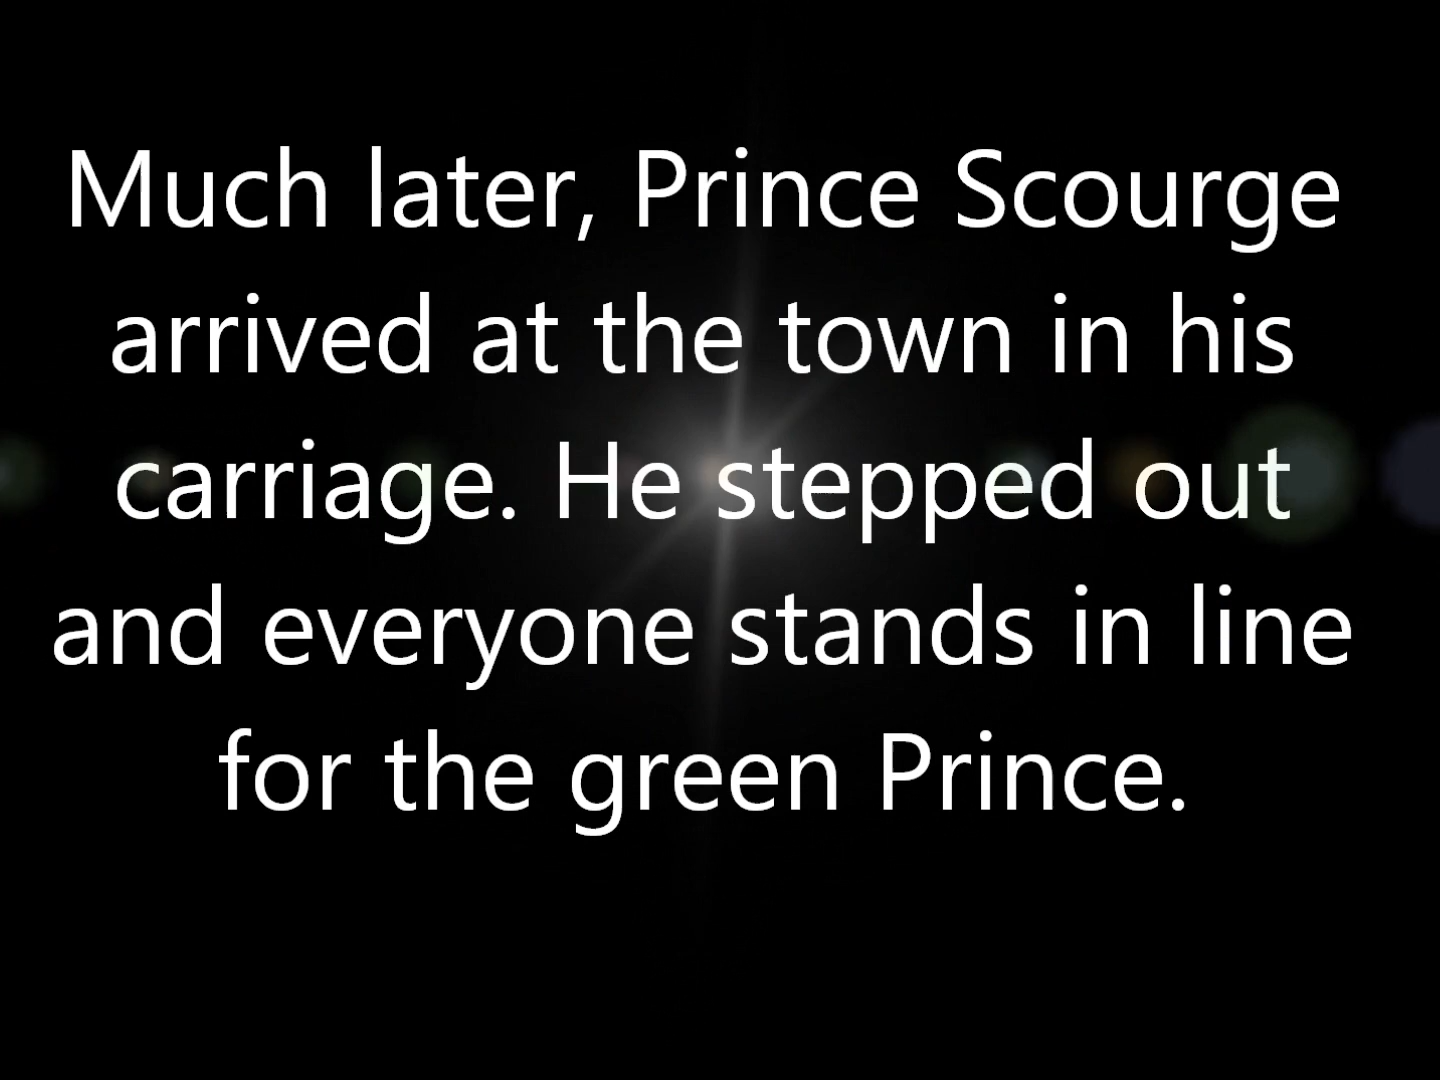 Much later, Prince Scourge
arrived at the town in his
carriage. He stepped out
and everyone stands in line
for the green Prince.